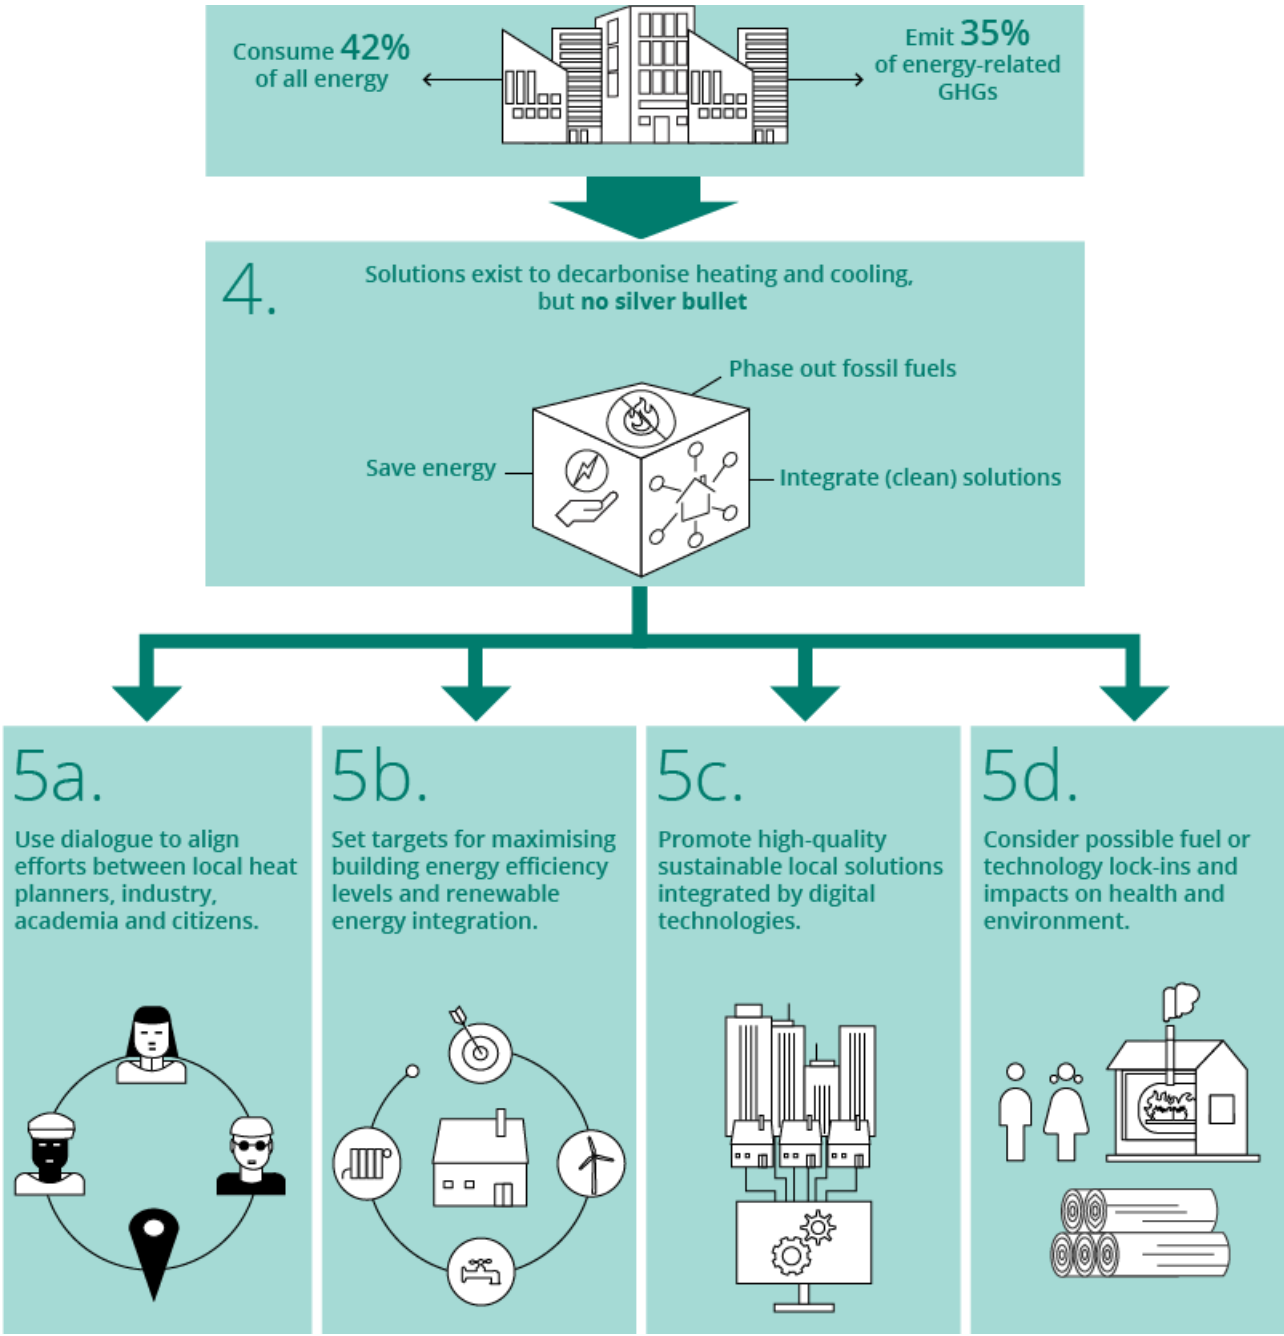 Consume 42%
of all energy
Emit 35%
of energy-related
GHGs
4.
Solutions exist to decarbonise heating and cooling,
but no silver bullet
Phase out fossil fuels
Save energy
Integrate (clean) solutions
5a.
Use dialogue to align
efforts between local heat
planners, industry,
academia and citizens.
5b.
Set targets for maximising
building energy efficiency
levels and renewable
energy integration.
5c.
Promote high-quality
sustainable local solutions
integrated by digital
technologies.
5d.
Consider possible fuel or
technology lock-ins and
impacts on health and
environment.